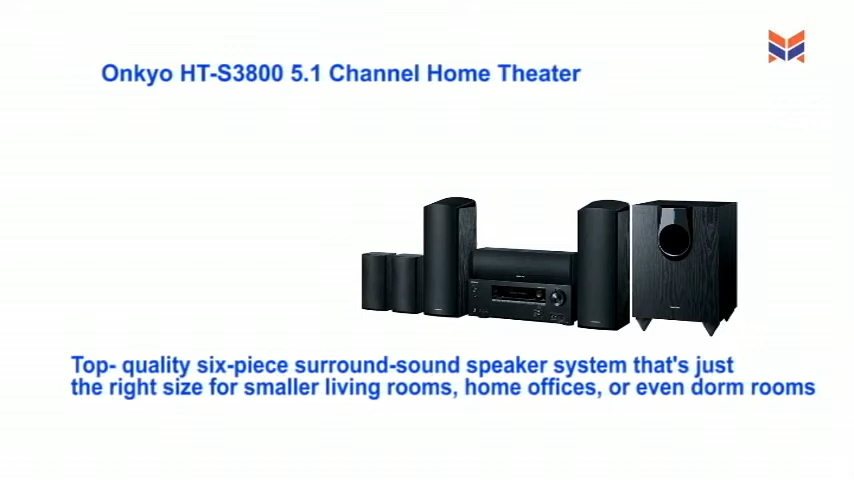 Onkyo HT-S3800 5.1 Channel Home Theater
Top- quality six-piece surround-sound speaker system that's just
the right size for smaller living rooms, home offices, or even dorm rooms